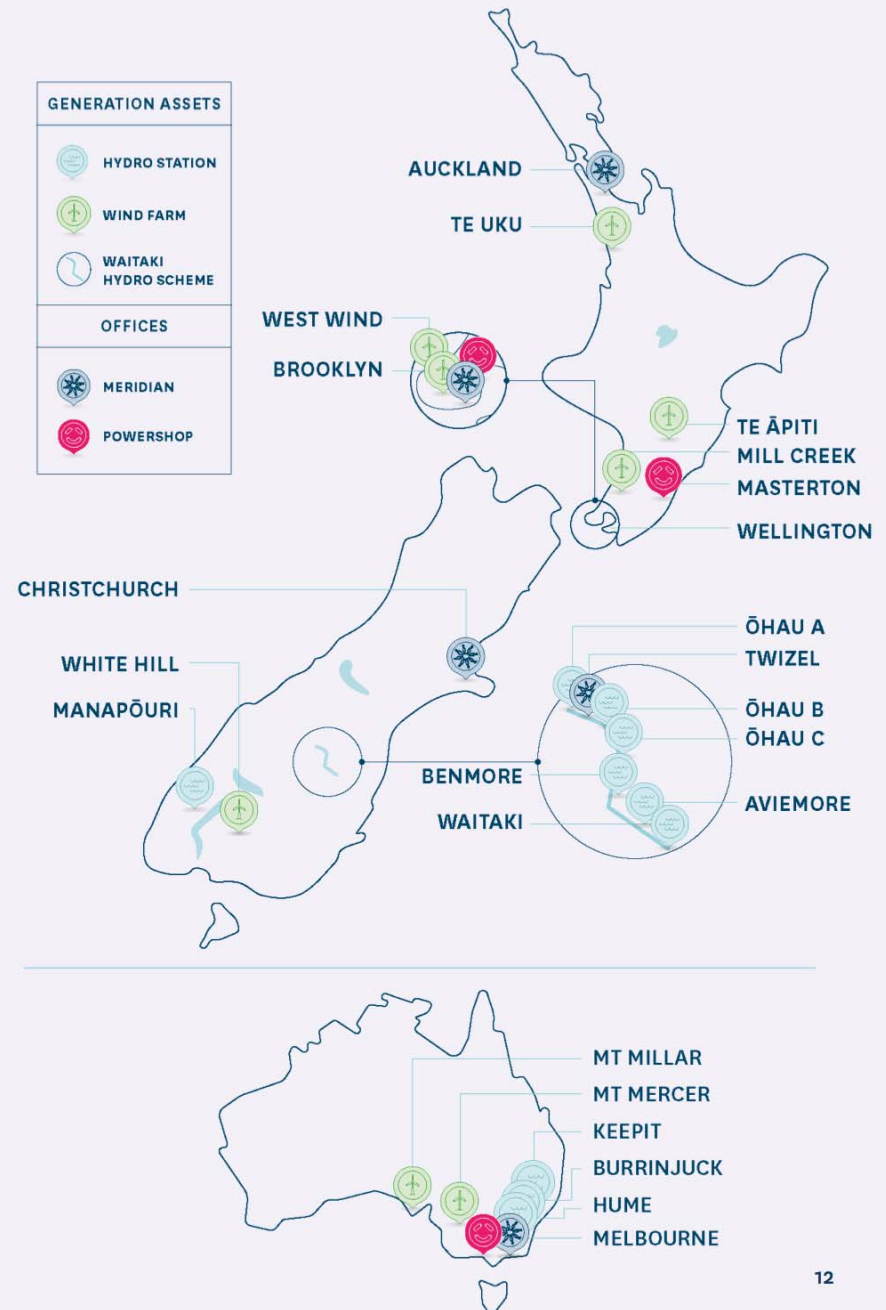 GENERATION ASSETS
HYDRO STATION
WIND FARM
WAITAKI
HYDRO SCHEME
OFFICES
MERIDIAN
POWERSHOP
AUCKLAND
TE UKU
WEST WIND
BROOKLYN
TE ĀPITI
MILL CREEK
MASTERTON
WELLINGTON
CHRISTCHURCH
WHITE HILL
MANAPŌURI
ŌHAU A
TWIZEL
ŌHAU B
ŌHAU C
BENMORE
AVIEMORE
WAITAKI
MT MILLAR
MT MERCER
KEEPIT
BURRINJUCK
HUME
MELBOURNE
12